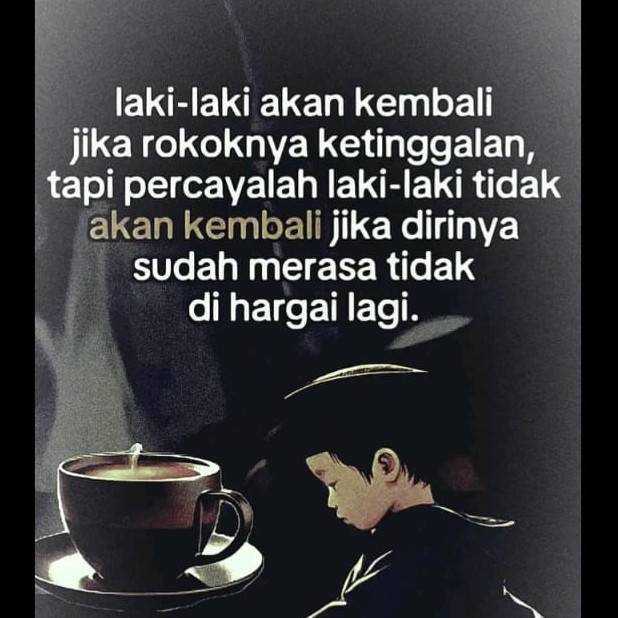 laki-laki akan kembali
jika rokoknya ketinggalan,
tapi percayalah laki-laki tidak
akan kembali jika dirinya
sudah merasa tidak
di hargai lagi.